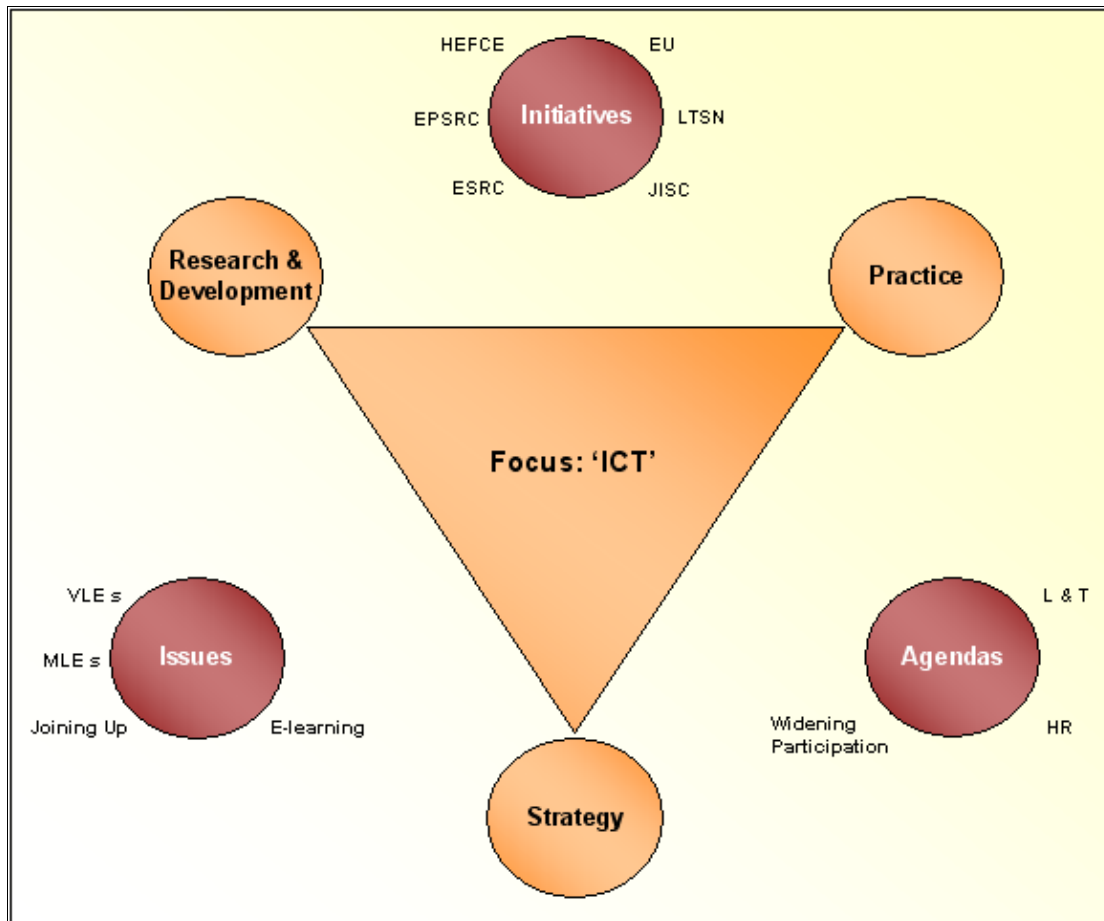 HEFCE
EU
Initiatives
EPSRC
LTSN
ESRC
JISC
Research &
Development
Practice
Focus: ‘ICT’
VLE s
MLE s
Issues
Joining Up
E-learning
L & T
Agendas
Widening
Participation
HR
Strategy